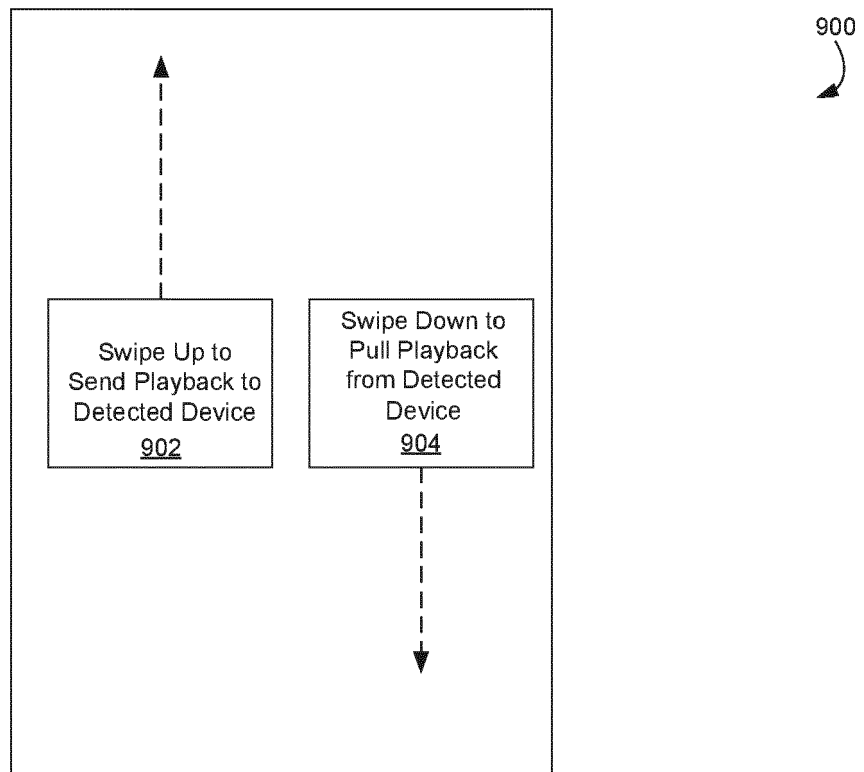 900
Swipe Up to
Send Playback to
Detected Device
902
Swipe Down to
Pull Playback
from Detected
Device
904